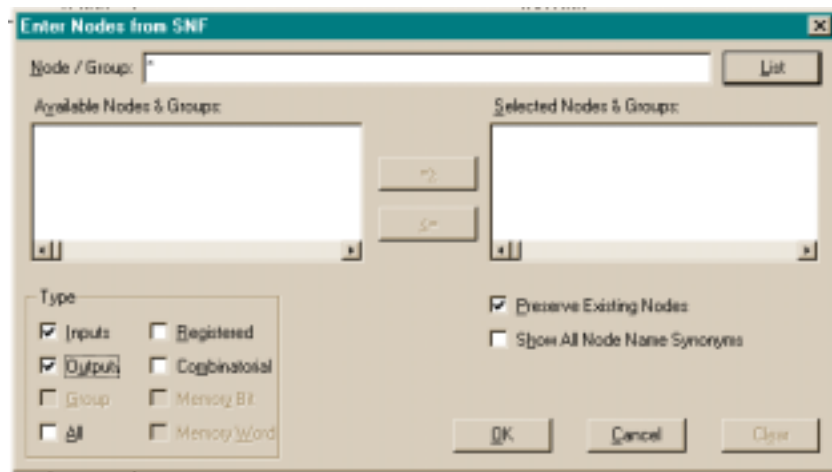 Enter Nodes from SNF
Node / Group: * List
Available Nodes & Groups: Selected Nodes & Groups:
=>
<=
Type
Inputs Registered
Outputs Combinatorial
Group Memory Bit
All Memory Word
Preserve Existing Nodes
Show All Node Name Synonyms
OK Cancel Clear